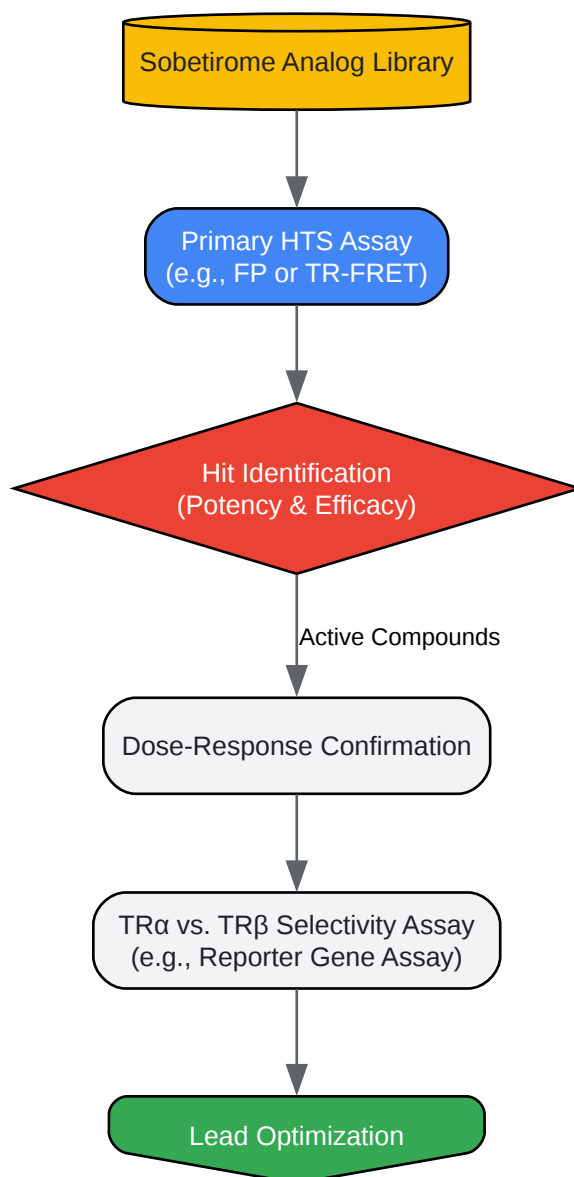 Sobetirome Analog Library
Primary HTS Assay
(e.g., FP or TR-FRET)
Hit Identification
(Potency & Efficacy)
Active Compounds
Dose-Response Confirmation
TRα vs. TRβ Selectivity Assay
(e.g., Reporter Gene Assay)
Lead Optimization